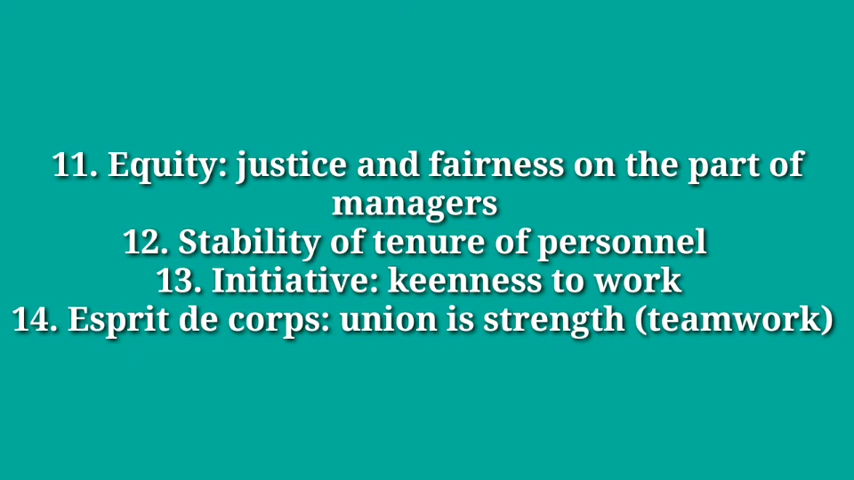 11. Equity: justice and fairness on the part of
managers
12. Stability of tenure of personnel
13. Initiative: keenness to work
14. Esprit de corps: union is strength (teamwork)